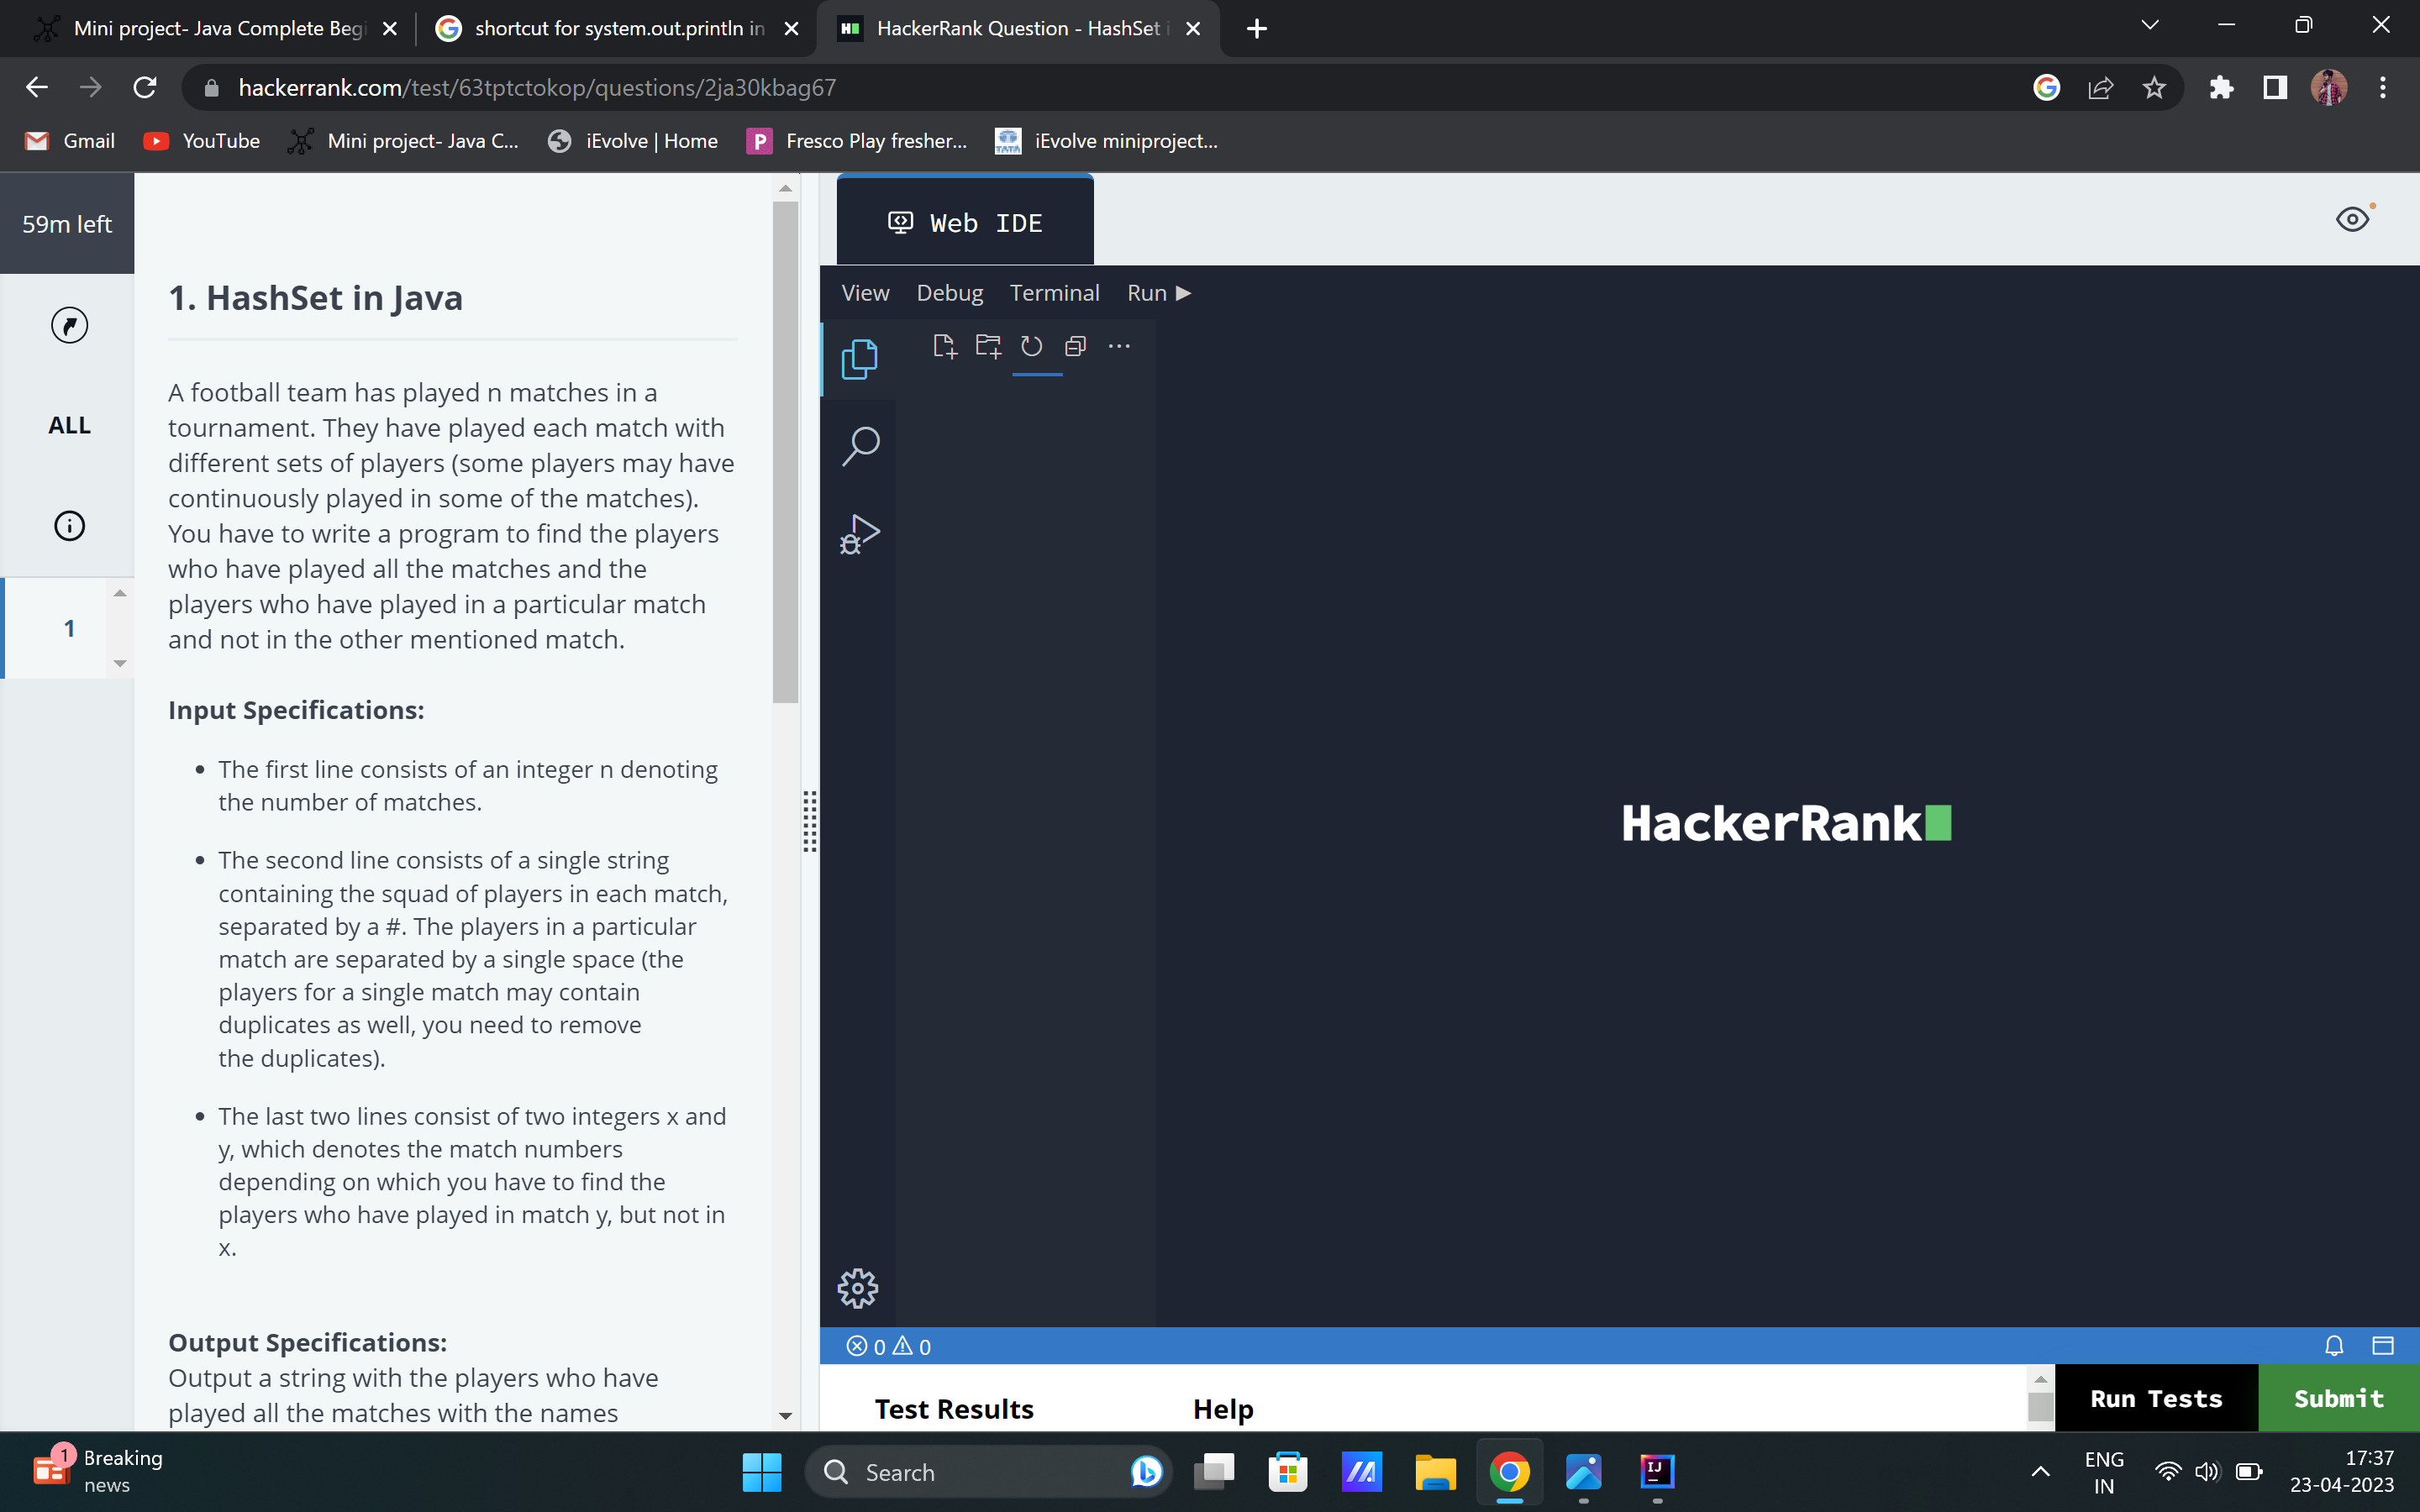 Mini project- Java Complete Begi
shortcut for system.out.println in
HackerRank Question - HashSet i
hackerrank.com/test/63tptctokop/questions/2ja30kbag67
Gmail
YouTube
Mini project- Java C...
iEvolve | Home
Fresco Play fresher...
iEvolve miniproject...
59m left
ALL
1
1. HashSet in Java
A football team has played n matches in a
tournament. They have played each match with
different sets of players (some players may have
continuously played in some of the matches).
You have to write a program to find the players
who have played all the matches and the
players who have played in a particular match
and not in the other mentioned match.
Input Specifications:
• The first line consists of an integer n denoting
the number of matches.
• The second line consists of a single string
containing the squad of players in each match,
separated by a #. The players in a particular
match are separated by a single space (the
players for a single match may contain
duplicates as well, you need to remove
the duplicates).
• The last two lines consist of two integers x and
y, which denotes the match numbers
depending on which you have to find the
players who have played in match y, but not in
x.
Output Specifications:
Output a string with the players who have
played all the matches with the names
Web IDE
View Debug Terminal Run
HackerRank
0 0
Test Results
Help
Run Tests
Submit
1
Breaking
news
Search
ENG
IN
17:37
23-04-2023